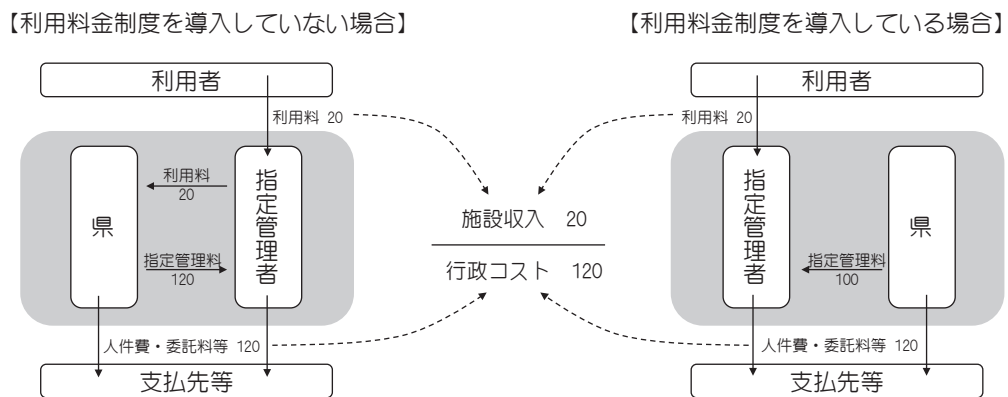 【利用料金制度を導入していない場合】
利用者
利用料 20
県
利用料
20
指定管理料
120
指定管理者
人件費・委託料等 120
支払先等
施設収入 20
行政コスト 120
【利用料金制度を導入している場合】
利用者
利用料 20
指定管理者
指定管理料
100
県
人件費・委託料等 120
支払先等